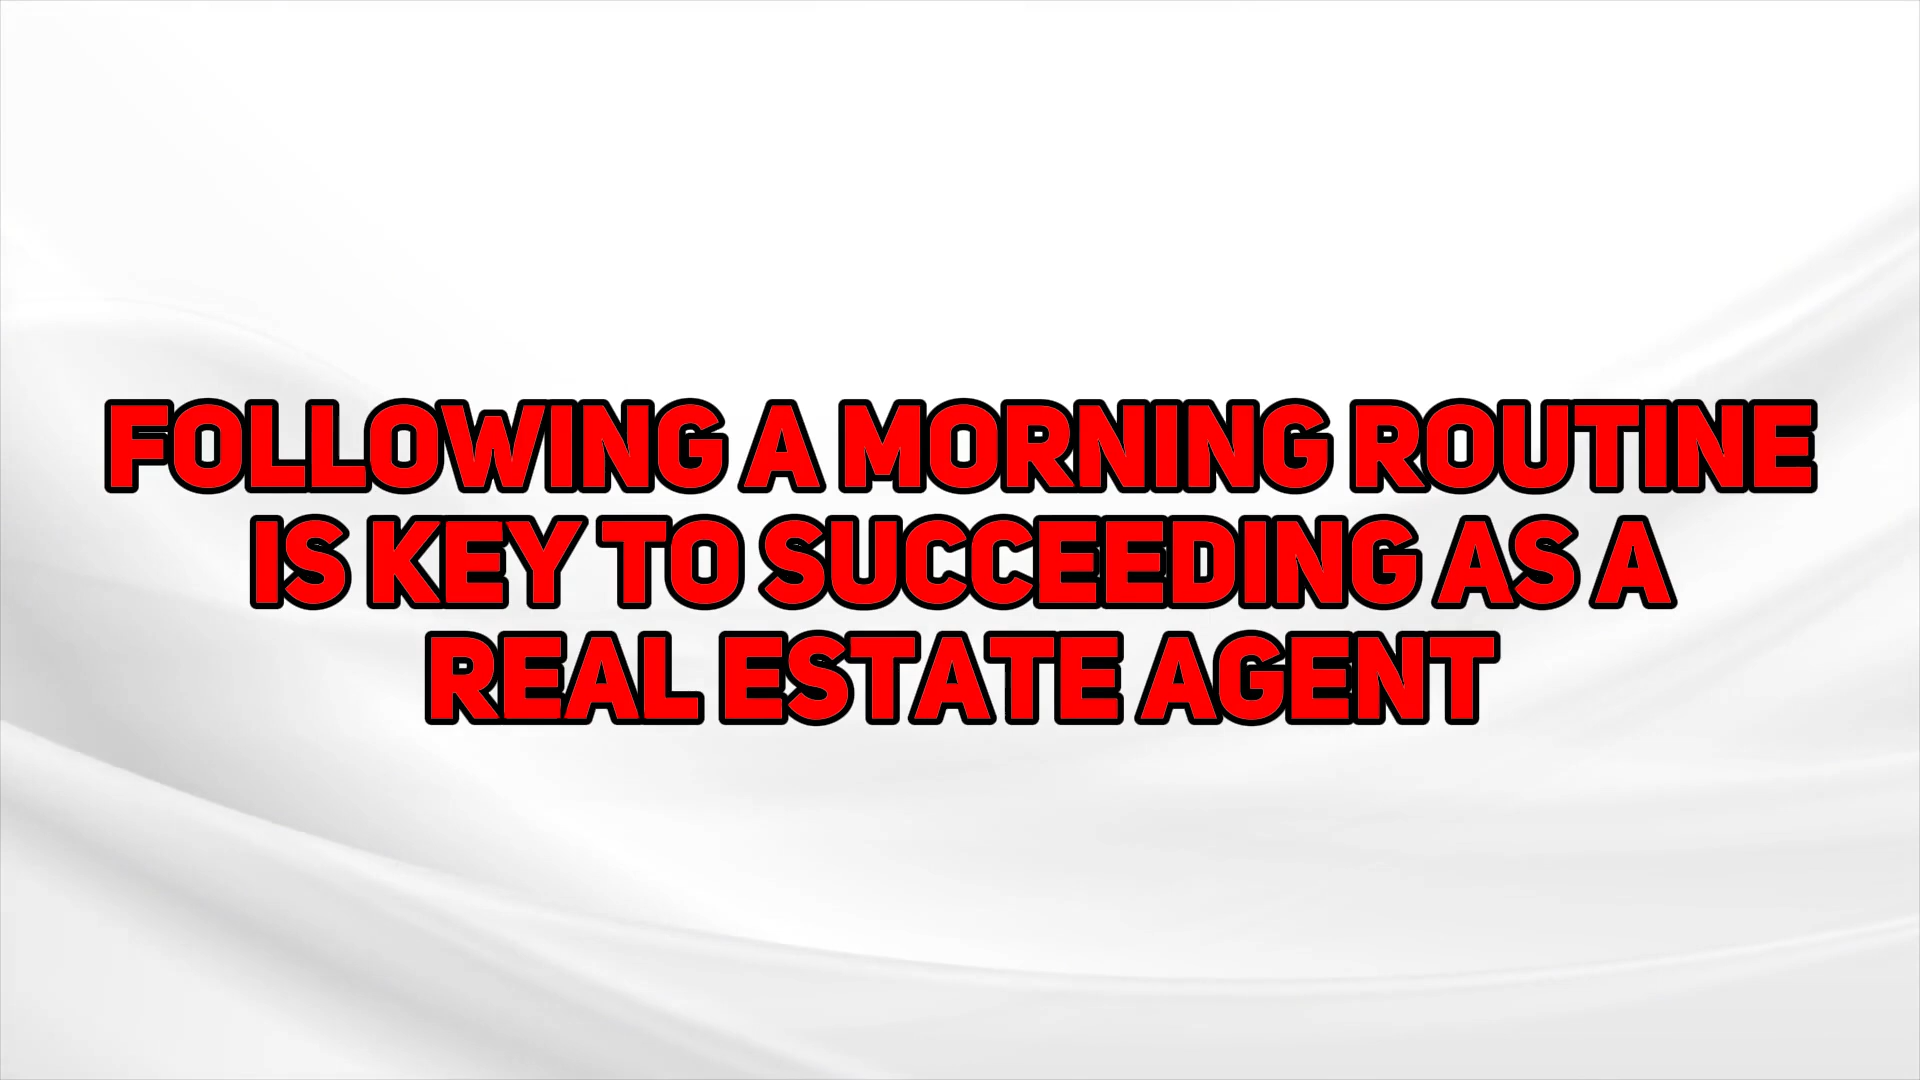 FOLLOWING A MORNING ROUTINE
IS KEY TO SUCCEEDING AS A
REAL ESTATE AGENT